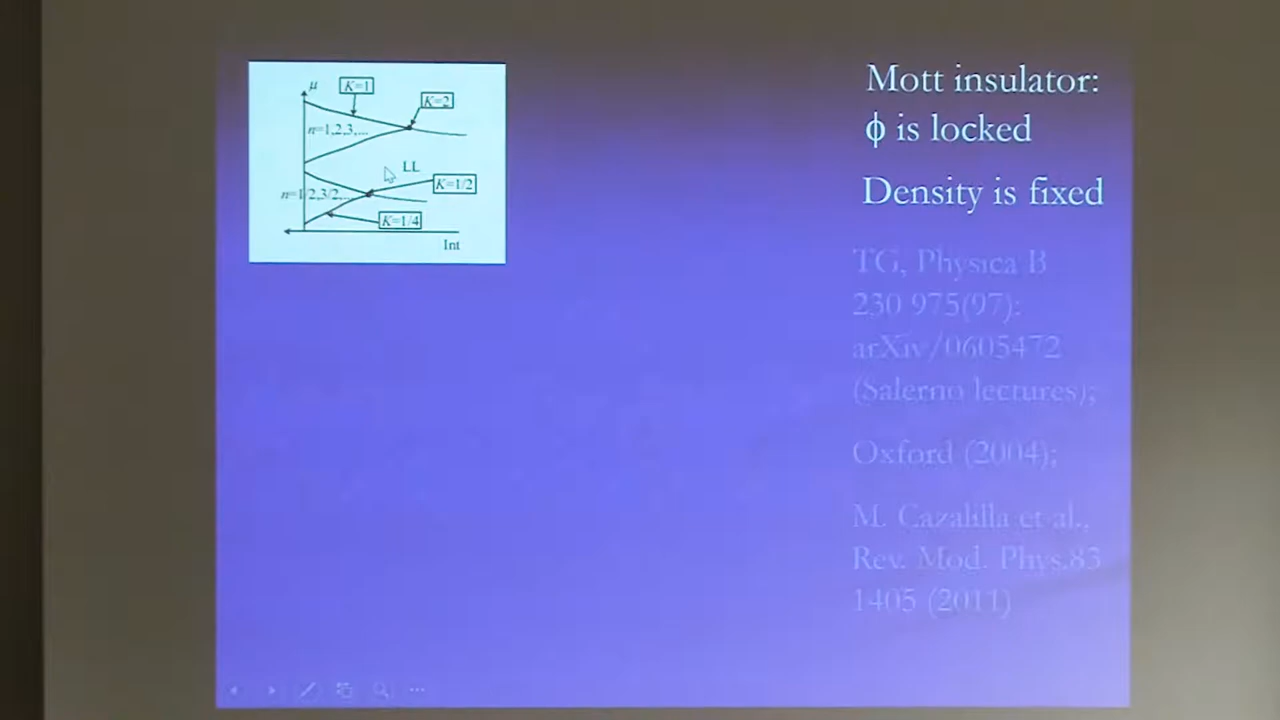 μ
K=1
K=2
n=1,2,3,...
LL
K=1/2
n=1/2,3/2,...
K=1/4
Int
Mott insulator:
ϕ is locked
Density is fixed
TG, Physica B
230 975(97);
arXiv/0605472
(Salerno lectures);
Oxford (2004);
M. Cazalilla et al.,
Rev. Mod. Phys.83
1405 (2011)